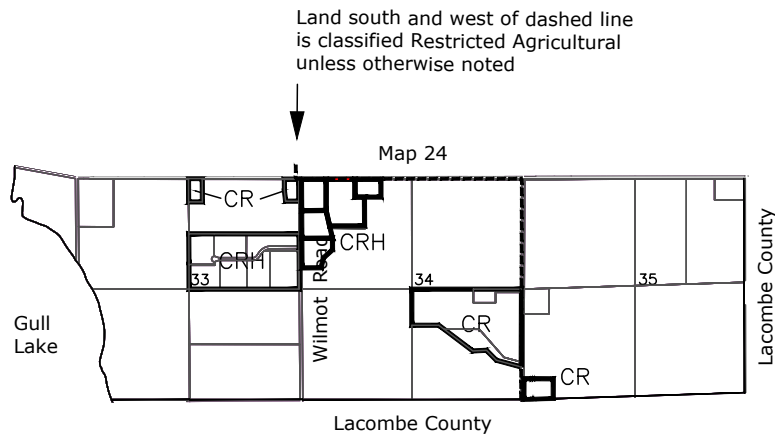 Land south and west of dashed line
is classified Restricted Agricultural
unless otherwise noted
Map 24
CR
CRH
CRH
33
34
35
Wilmot Road
Gull
Lake
CR
CR
Lacombe County
Lacombe County